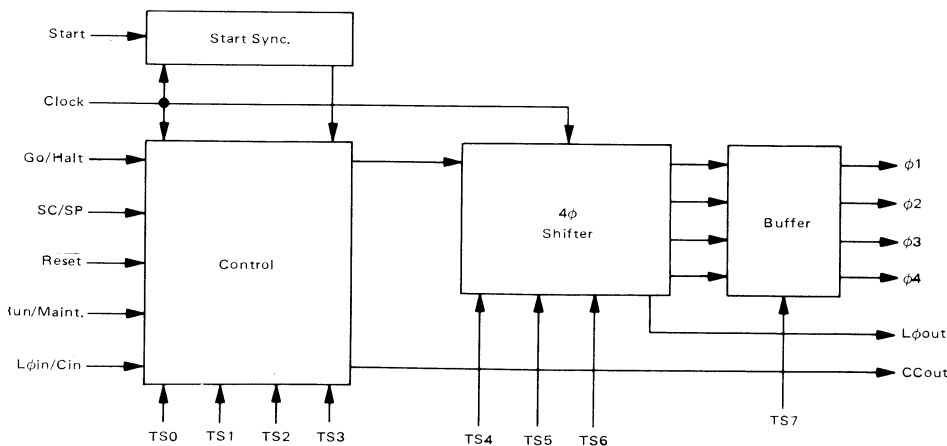 Start
Start Sync.
Clock
Go/Halt
SC/SP
Reset
Run/Maint.
Lϕin/Cin
Control
4ϕ
Shifter
Buffer
ϕ1
ϕ2
ϕ3
ϕ4
Lϕout
CCout
TS0
TS1
TS2
TS3
TS4
TS5
TS6
TS7